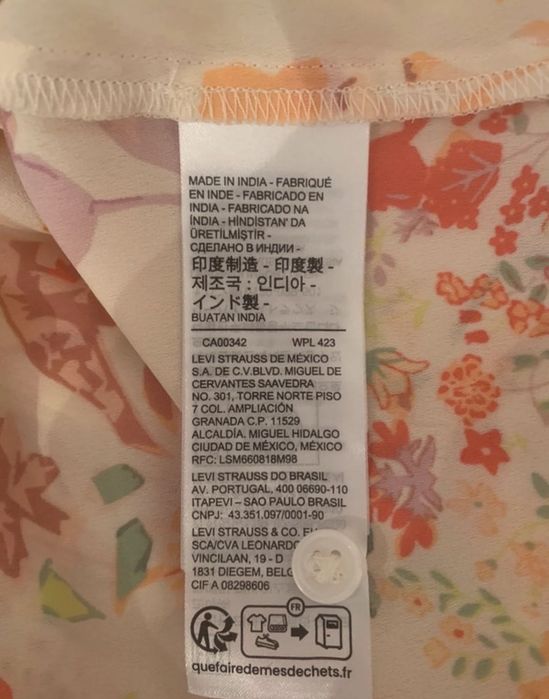 MADE IN INDIA - FABRIQUÉ
EN INDE - FABRICADO EN
INDIA - FABRICADO NA
ÍNDIA - HİNDİSTAN' DA
ÜRETİLMİŞTİR -
СДЕЛАНО В ИНДИИ -
印度制造 - 印度製 -
제조국 : 인디아 -
インド製 -
BUATAN INDIA
CA00342 WPL 423
LEVI STRAUSS DE MÉXICO
S.A. DE C.V.BLVD. MIGUEL DE
CERVANTES SAAVEDRA
NO. 301, TORRE NORTE PISO
7 COL. AMPLIACIÓN
GRANADA C.P. 11529
ALCALDÍA. MIGUEL HIDALGO
CIUDAD DE MÉXICO, MÉXICO
RFC: LSM660818M98
LEVI STRAUSS DO BRASIL
AV. PORTUGAL, 400 06690-110
ITAPEVI – SAO PAULO BRASIL
CNPJ: 43.351.097/0001-90
LEVI STRAUSS & CO.
SCA/CVA LEONARD
VINCILAAN, 19 - D
1831 DIEGEM,
CIF A 08298606
FR
quefairedemesdechets.fr